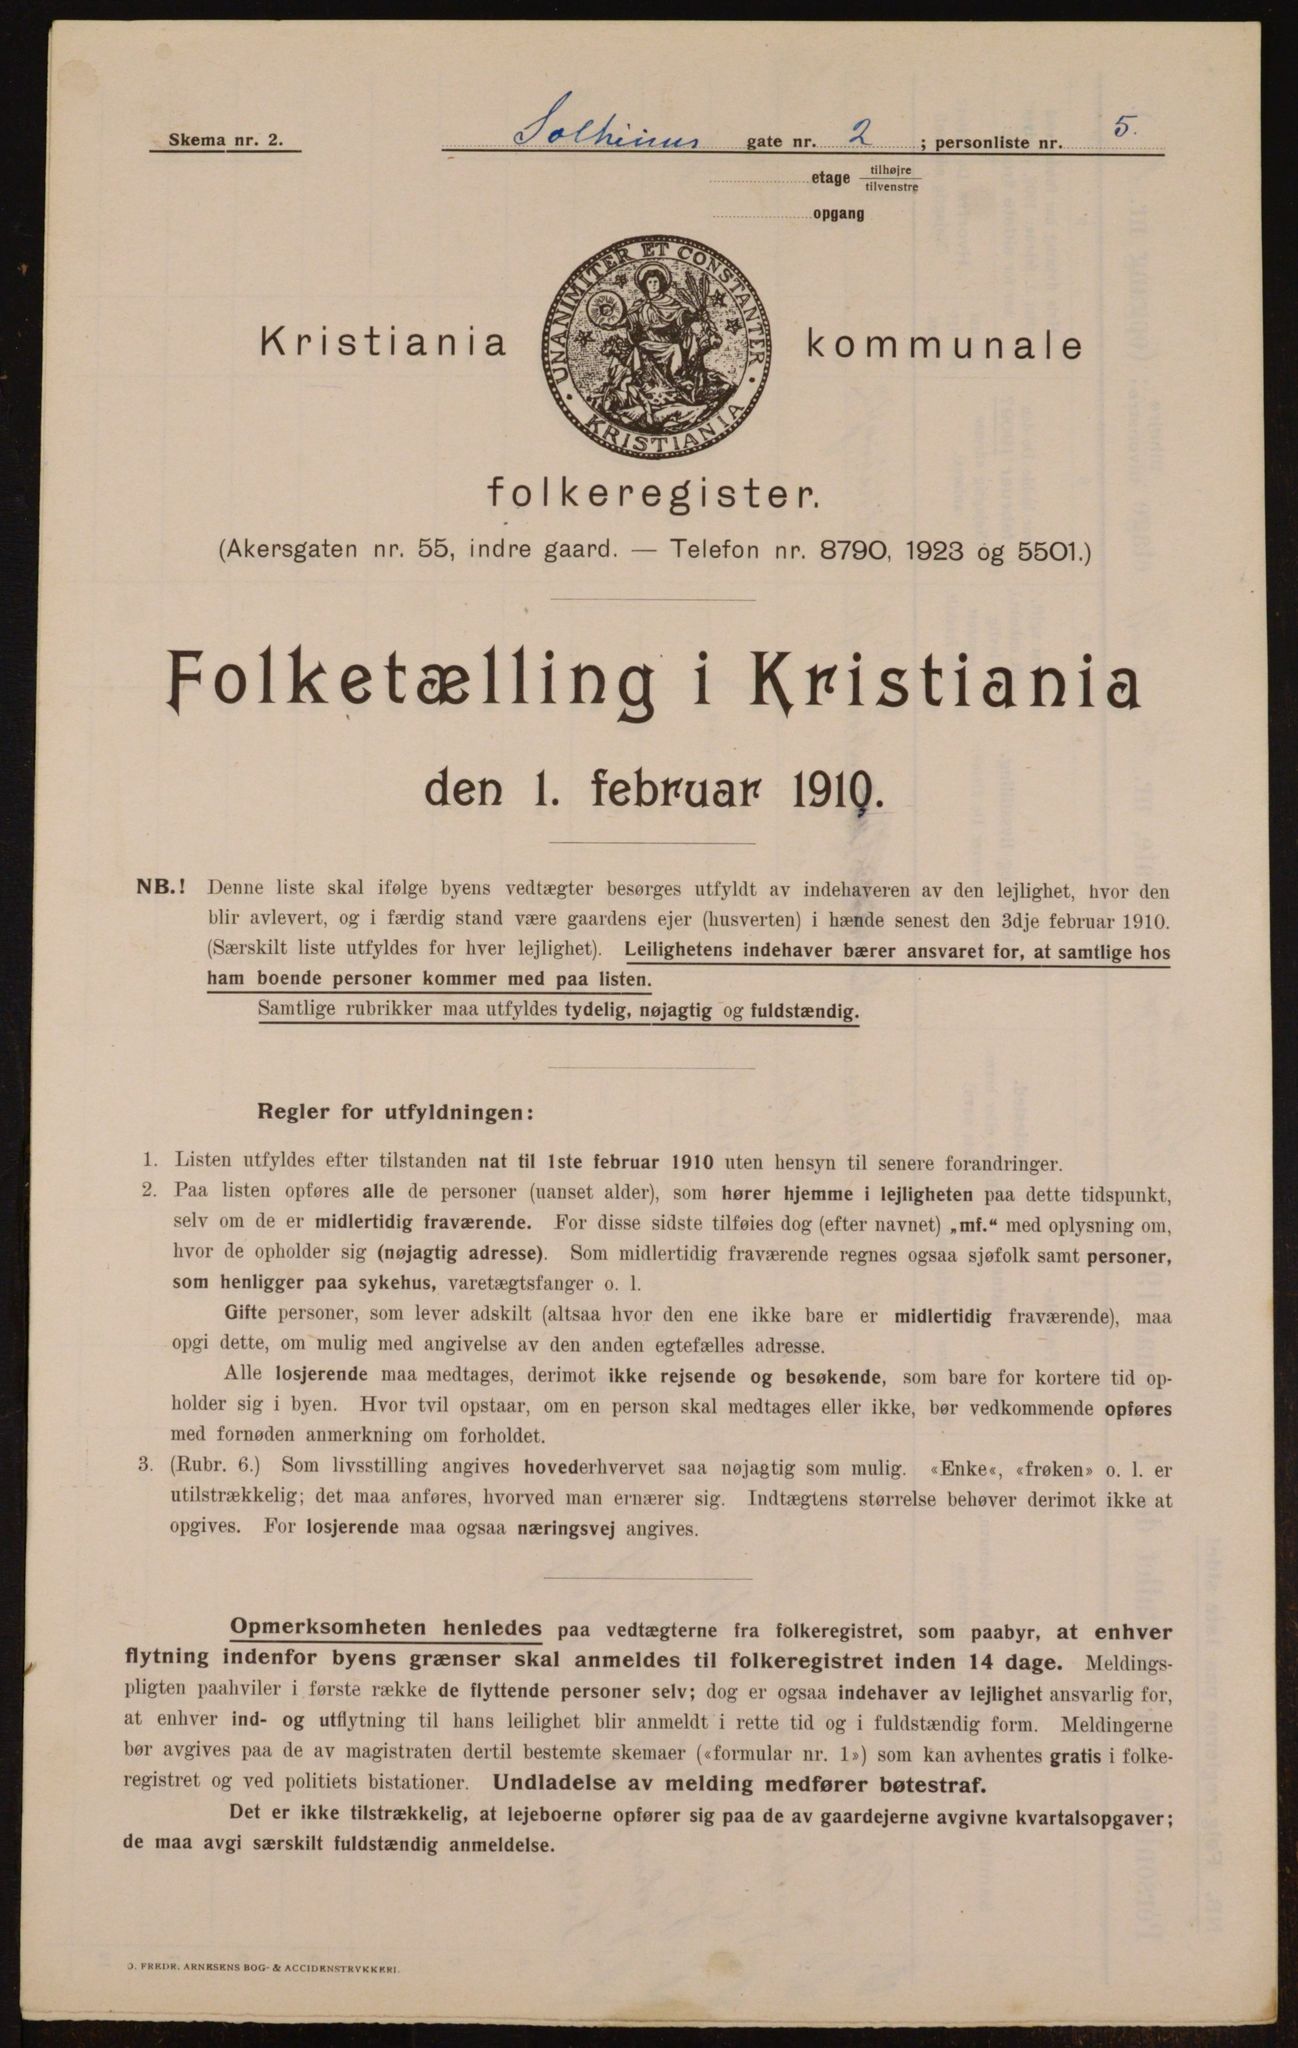 Skema nr. 2.
Solheims gate nr. 2 ; personliste nr. 5.
etage tilhøjre
tilvenstre
opgang
UNANIMITER ET CONSTANTER
KRISTIANIA
Kristiania kommunale
folkeregister.
(Akersgaten nr. 55, indre gaard. — Telefon nr. 8790, 1923 og 5501.)
Folketælling i Kristiania
den 1. februar 1910.
NB.! Denne liste skal ifølge byens vedtægter besørges utfyldt av indehaveren av den lejlighet, hvor den
blir avlevert, og i færdig stand være gaardens ejer (husverten) i hænde senest den 3dje februar 1910.
(Særskilt liste utfyldes for hver lejlighet). Leilighetens indehaver bærer ansvaret for, at samtlige hos
ham boende personer kommer med paa listen.
Samtlige rubrikker maa utfyldes tydelig, nøjagtig og fuldstændig.
Regler for utfyldningen:
1. Listen utfyldes efter tilstanden nat til 1ste februar 1910 uten hensyn til senere forandringer.
2. Paa listen opføres alle de personer (uanset alder), som hører hjemme i lejligheten paa dette tidspunkt,
selv om de er midlertidig fraværende. For disse sidste tilføies dog (efter navnet) „mf.“ med oplysning om,
hvor de opholder sig (nøjagtig adresse). Som midlertidig fraværende regnes ogsaa sjøfolk samt personer,
som henligger paa sykehus, varetægtsfanger o. l.
Gifte personer, som lever adskilt (altsaa hvor den ene ikke bare er midlertidig fraværende), maa
opgi dette, om mulig med angivelse av den anden egtefælles adresse.
Alle losjerende maa medtages, derimot ikke rejsende og besøkende, som bare for kortere tid op-
holder sig i byen. Hvor tvil opstaar, om en person skal medtages eller ikke, bør vedkommende opføres
med fornøden anmerkning om forholdet.
3. (Rubr. 6.) Som livsstilling angives hovederhvervet saa nøjagtig som mulig. «Enke«, «frøken» o. l. er
utilstrækkelig; det maa anføres, hvorved man ernærer sig. Indtægtens størrelse behøver derimot ikke at
opgives. For losjerende maa ogsaa næringsvej angives.
Opmerksomheten henledes paa vedtægterne fra folkeregistret, som paabyr, at enhver
flytning indenfor byens grænser skal anmeldes til folkeregistret inden 14 dage. Meldings-
pligten paahviler i første række de flyttende personer selv; dog er ogsaa indehaver av lejlighet ansvarlig for,
at enhver ind- og utflytning til hans leilighet blir anmeldt i rette tid og i fuldstændig form. Meldingerne
bør avgives paa de av magistraten dertil bestemte skemaer («formular nr. 1») som kan avhentes gratis i folke-
registret og ved politiets bistationer. Undladelse av melding medfører bøtestraf.
Det er ikke tilstrækkelig, at lejeboerne opfører sig paa de av gaardejerne avgivne kvartalsopgaver;
de maa avgi særskilt fuldstændig anmeldelse.
O. FREDR. ARNESENS BOG- & ACCIDENSTRYKKERI.